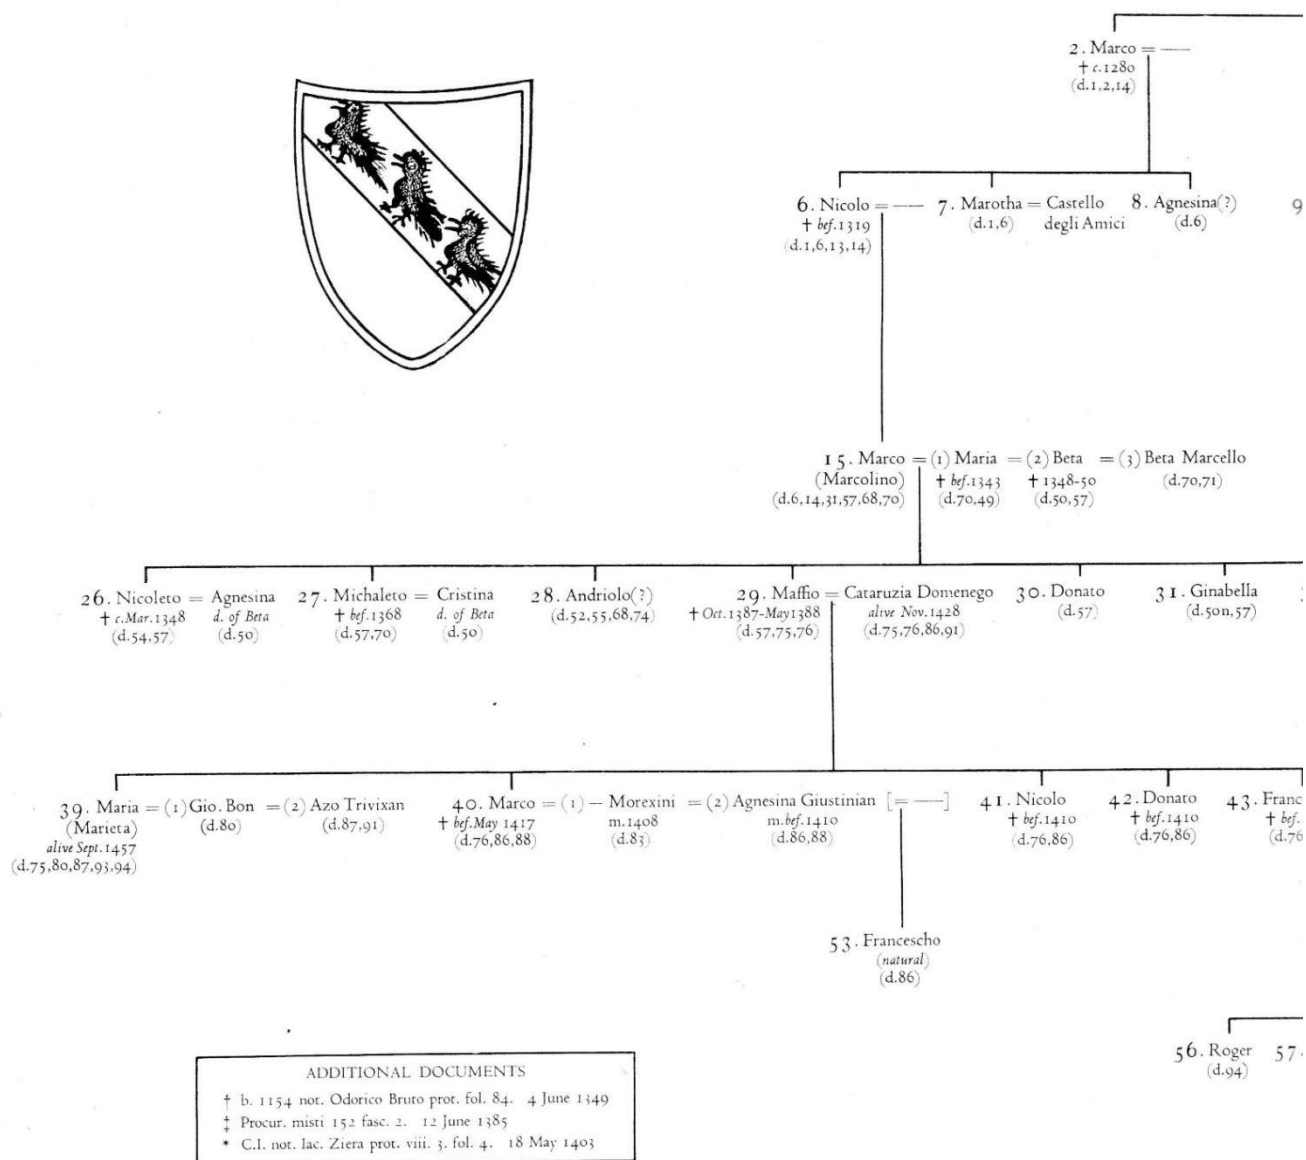 2. Marco = —
† c.1280
(d.1,2,14)
6. Nicolo = — 7. Marotha = Castello 8. Agnesina(?) 9
† bef.1319 (d.1,6) degli Amici (d.6)
(d.1,6,13,14)
15. Marco = (1) Maria = (2) Beta = (3) Beta Marcello
(Marcolino) † bef.1343 † 1348-50 (d.70,71)
(d.6,14,31,57,68,70) (d.70,49) (d.50,57)
26. Nicoleto = Agnesina 27. Michaleto = Cristina 28. Andriolo(?) 29. Maffio = Cataruzia Domenego 30. Donato 31. Ginabella
† c.Mar.1348 d. of Beta † bef.1368 d. of Beta (d.52,55,68,74) † Oct.1387-May1388 alive Nov.1428 (d.57) (d.50n,57)
(d.54,57) (d.50) (d.57,70) (d.50) (d.57,75,76) (d.75,76,86,91)
39. Maria = (1) Gio. Bon = (2) Azo Trivixan 40. Marco = (1) – Morexini = (2) Agnesina Giustinian [= —] 41. Nicolo 42. Donato 43. Franc
(Marieta) (d.80) (d.87,91) † bef.May 1417 m.1408 m.bef.1410 † bef.1410 † bef.1410 † bef.
alive Sept.1457 (d.76,86,88) (d.83) (d.86,88) (d.76,86) (d.76,86) (d.76
(d.75,80,87,93,94)
53. Francescho
(natural)
(d.86)
56. Roger 57.
(d.94)
ADDITIONAL DOCUMENTS
† b. 1154 not. Odorico Bruto prot. fol. 84. 4 June 1349
‡ Procur. misti 152 fasc. 2. 12 June 1385
* C.I. not. Iac. Ziera prot. viii. 3. fol. 4. 18 May 1403